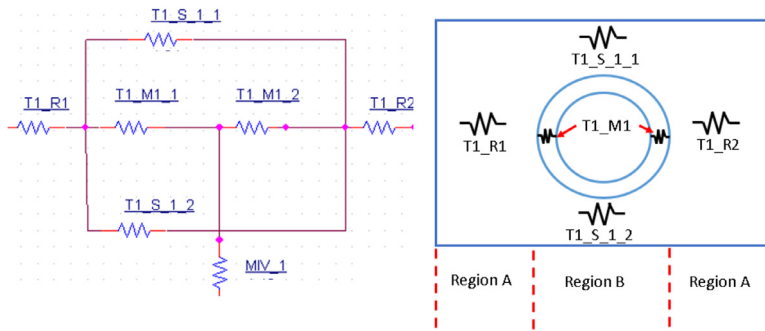 T1_S_1_1
T1_R1
T1_M1_1
T1_M1_2
T1_R2
T1_S_1_2
MIV_1
T1_S_1_1
T1_R1
T1_M1
T1_R2
T1_S_1_2
Region A
Region B
Region A